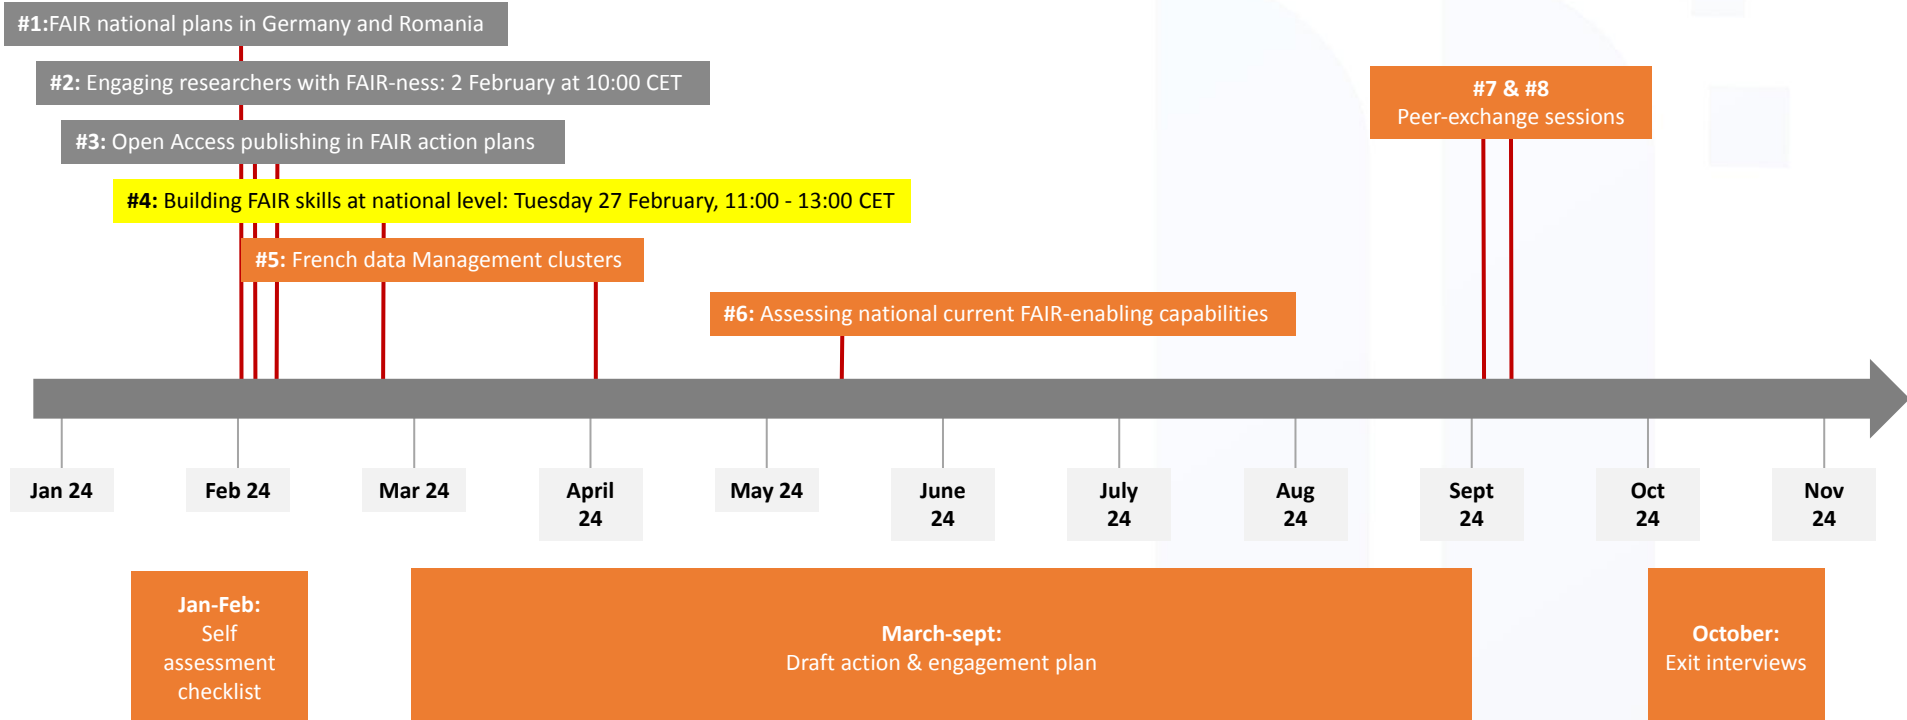 #1:FAIR national plans in Germany and Romania
#2: Engaging researchers with FAIR-ness: 2 February at 10:00 CET
#3: Open Access publishing in FAIR action plans
#4: Building FAIR skills at national level: Tuesday 27 February, 11:00 - 13:00 CET
#5: French data Management clusters
#6: Assessing national current FAIR-enabling capabilities
#7 & #8
Peer-exchange sessions
Jan 24
Feb 24
Mar 24
April
24
May 24
June
24
July
24
Aug
24
Sept
24
Oct
24
Nov
24
Jan-Feb:
Self
assessment
checklist
March-sept:
Draft action & engagement plan
October:
Exit interviews